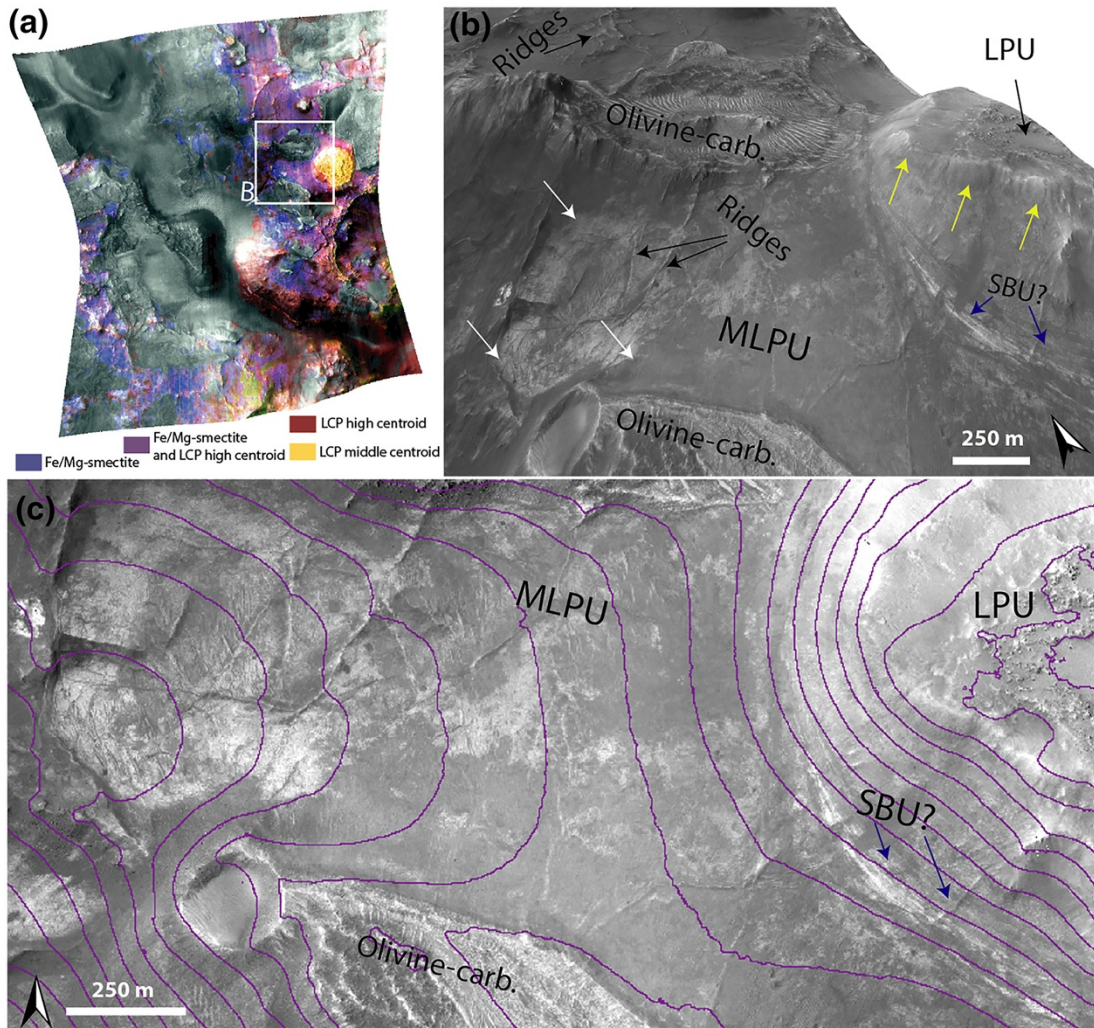 (a)
B
LCP high centroid
Fe/Mg-smectite
and LCP high centroid
LCP middle centroid
Fe/Mg-smectite
(b)
Ridges
LPU
Olivine-carb.
Ridges
SBU?
MLPU
Olivine-carb.
250 m
(c)
MLPU
LPU
SBU?
Olivine-carb.
250 m